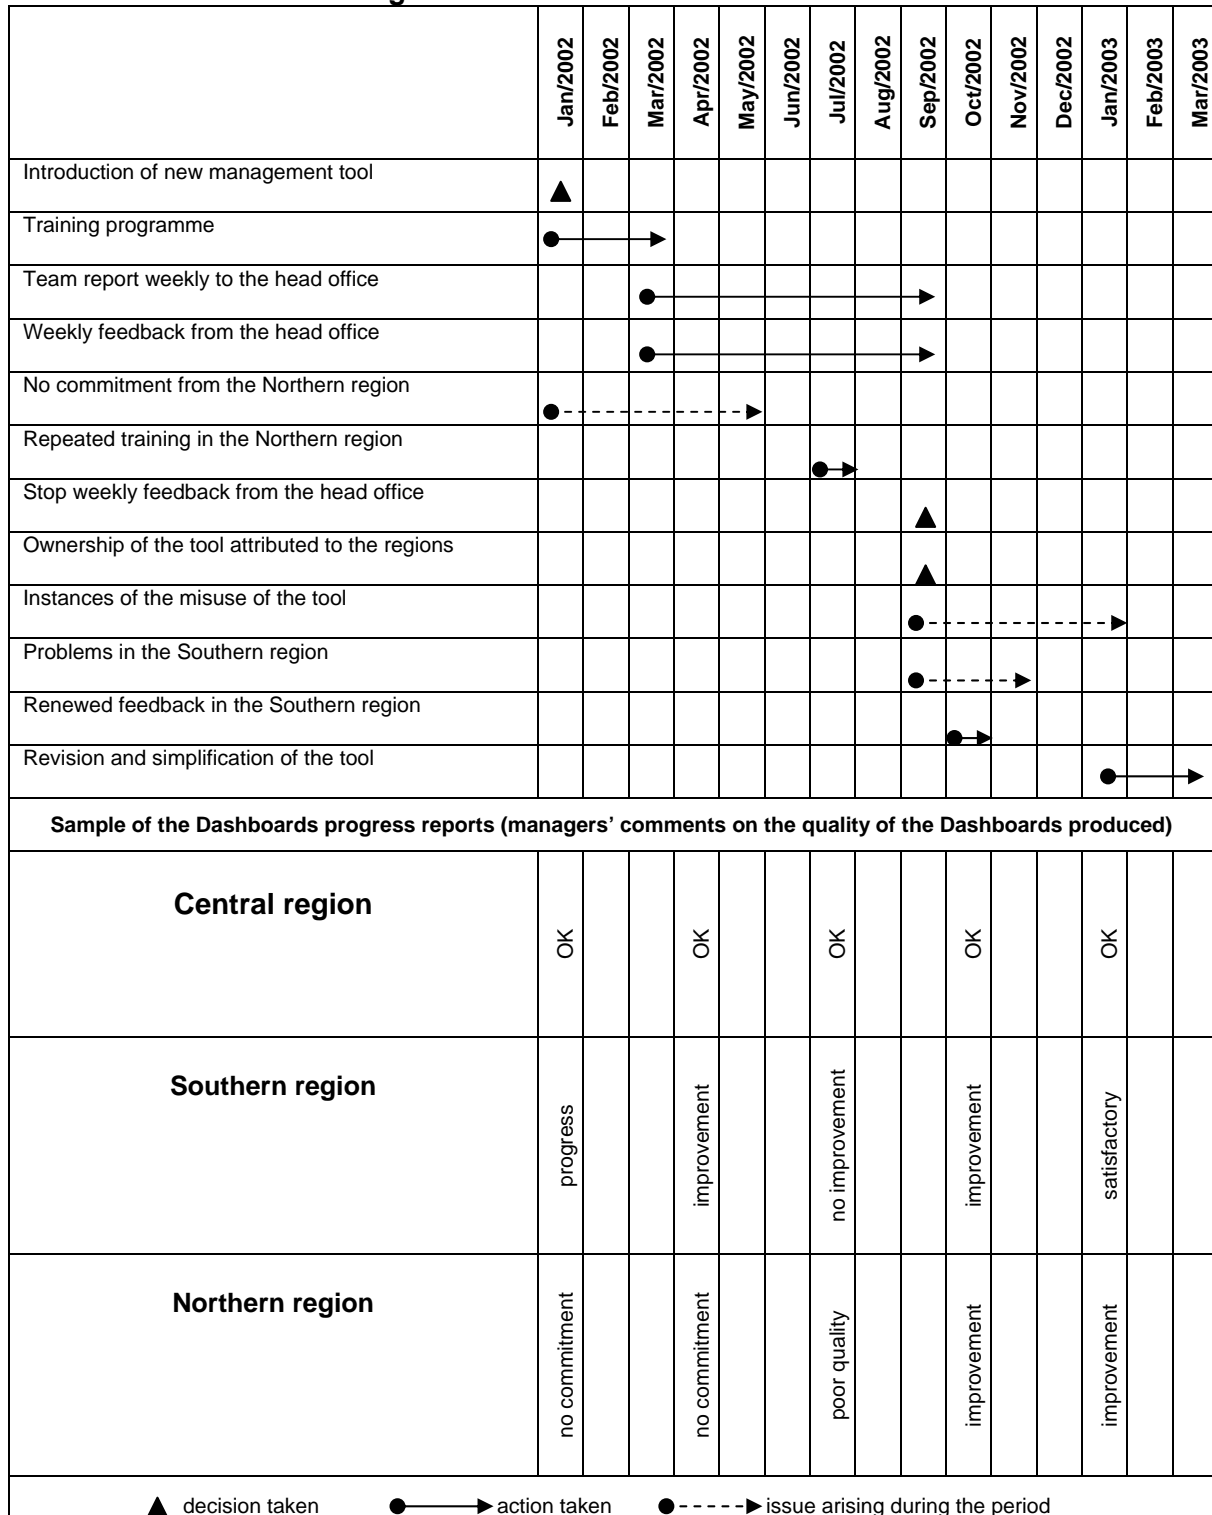 Jan/2002 Feb/2002 Mar/2002 Apr/2002 May/2002 Jun/2002 Jul/2002 Aug/2002 Sep/2002 Oct/2002 Nov/2002 Dec/2002 Jan/2003 Feb/2003 Mar/2003
Introduction of new management tool
Training programme
Team report weekly to the head office
Weekly feedback from the head office
No commitment from the Northern region
Repeated training in the Northern region
Stop weekly feedback from the head office
Ownership of the tool attributed to the regions
Instances of the misuse of the tool
Problems in the Southern region
Renewed feedback in the Southern region
Revision and simplification of the tool
Sample of the Dashboards progress reports (managers’ comments on the quality of the Dashboards produced)
Central region
OK OK OK OK OK
Southern region
progress improvement no improvement improvement satisfactory
Northern region
no commitment no commitment poor quality improvement improvement
decision taken action taken issue arising during the period